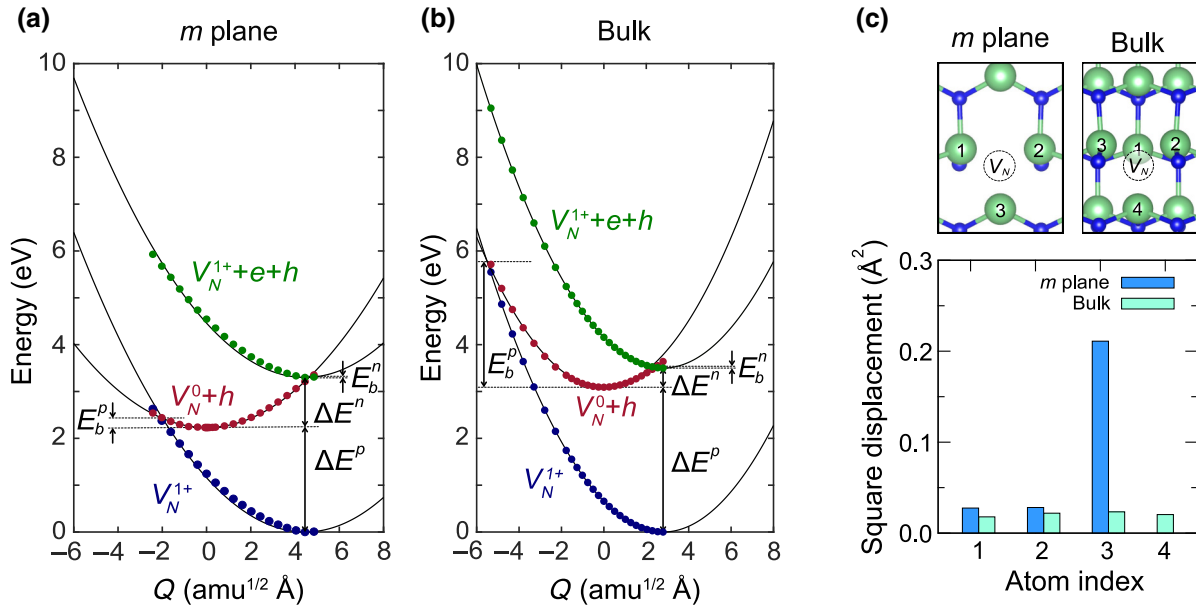 (a)
m plane
10
8
6
4
2
0
Energy (eV)
−6 −4 −2 0 2 4 6 8
Q (amu^1/2 Å)
V_N^1+ +e+h
V_N^0 +h
V_N^1+
E_b^p
E_b^n
ΔE^n
ΔE^p
(b)
Bulk
10
8
6
4
2
0
Energy (eV)
−6 −4 −2 0 2 4 6 8
Q (amu^1/2 Å)
V_N^1+ +e+h
V_N^0 +h
V_N^1+
E_b^p
E_b^n
ΔE^n
ΔE^p
(c)
m plane
Bulk
1 2
V_N
3
3 1 2
V_N
4
0.3
0.2
0.1
0.0
Square displacement (Å^2)
m plane
Bulk
1 2 3 4
Atom index